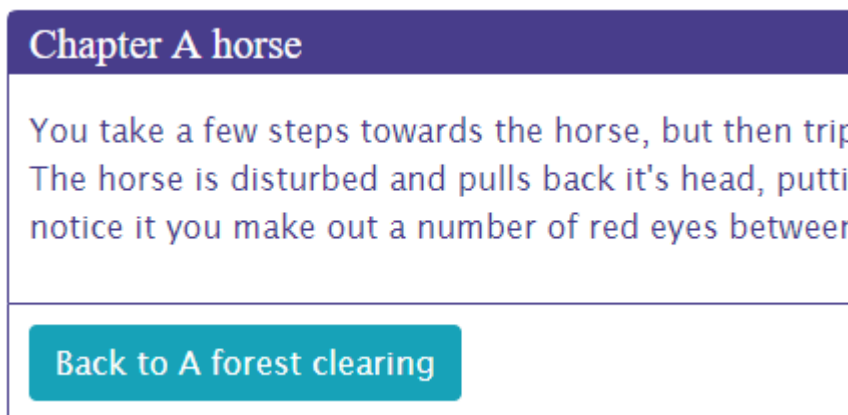 Chapter A horse
You take a few steps towards the horse, but then trip
The horse is disturbed and pulls back it's head, putti
notice it you make out a number of red eyes between
Back to A forest clearing